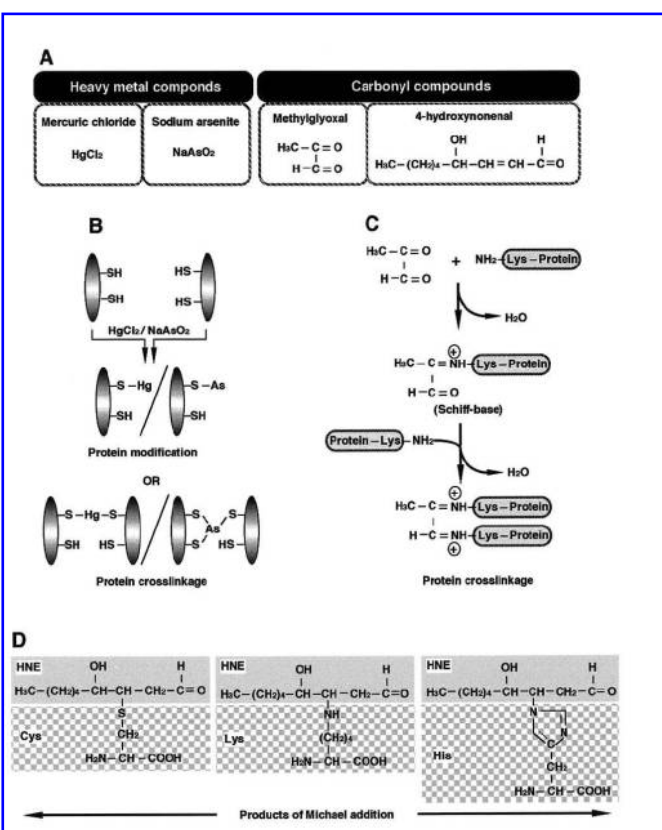 A
Heavy metal componds
Carbonyl compounds
Mercuric chloride
HgCl₂
Sodium arsenite
NaAsO₂
Methylglyoxal
H₃C – C = O
H – C = O
4-hydroxynonenal
OH H
H₃C – (CH₂)₄ – CH – CH = CH – C = O
B
SH
SH
HS
HS
HgCl₂ / NaAsO₂
S – Hg
SH
S – As
SH
Protein modification
OR
S – Hg – S
SH
HS
S
S
As
S
HS
Protein crosslinkage
C
H₃C – C = O
H – C = O
+
NH₂ – Lys – Protein
H₂O
H₃C – C = NH – Lys – Protein
+
H – C = O
(Schiff-base)
Protein – Lys – NH₂
H₂O
+
H₃C – C = NH – Lys – Protein
H – C = NH – Lys – Protein
+
Protein crosslinkage
D
HNE
OH H
H₃C – (CH₂)₄ – CH – CH – CH₂ – C = O
S
Cys
CH₂
H₂N – CH – COOH
HNE
OH H
H₃C – (CH₂)₄ – CH – CH – CH₂ – C = O
NH
Lys
(CH₂)₄
H₂N – CH – COOH
HNE
OH H
H₃C – (CH₂)₄ – CH – CH – CH₂ – C = O
N
N
C
His
CH₂
H₂N – CH – COOH
Products of Michael addition